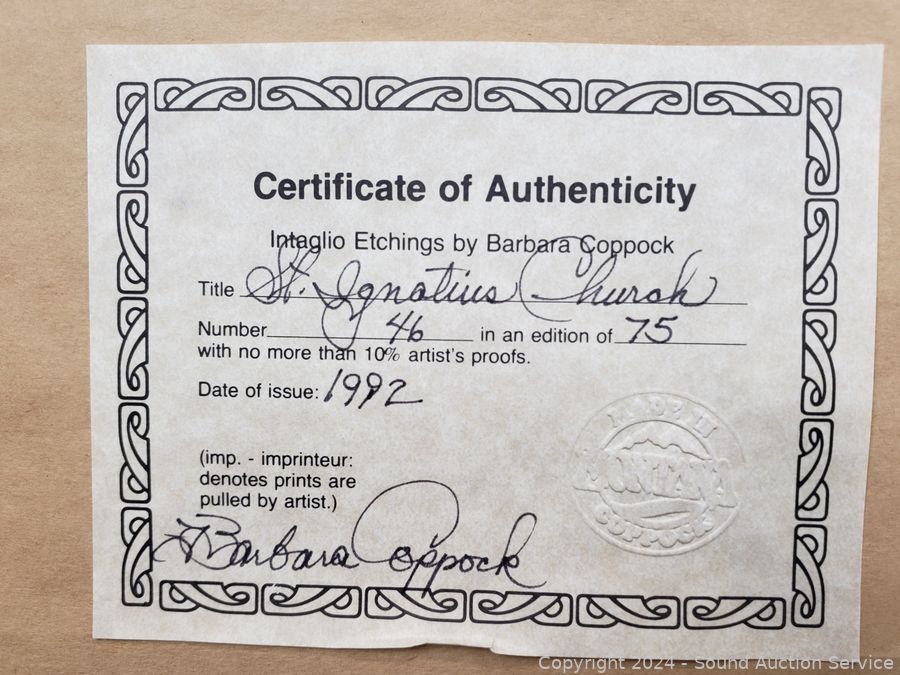 Certificate of Authenticity
Intaglio Etchings by Barbara Coppock
Title St. Ignatius Church
Number 46 in an edition of 75
with no more than 10% artist's proofs.
Date of issue: 1992
(imp. - imprinteur:
denotes prints are
pulled by artist.)
MADE IN
MONTANA
COPPOCK
Barbara Coppock
Copyright 2024 - Sound Auction Service